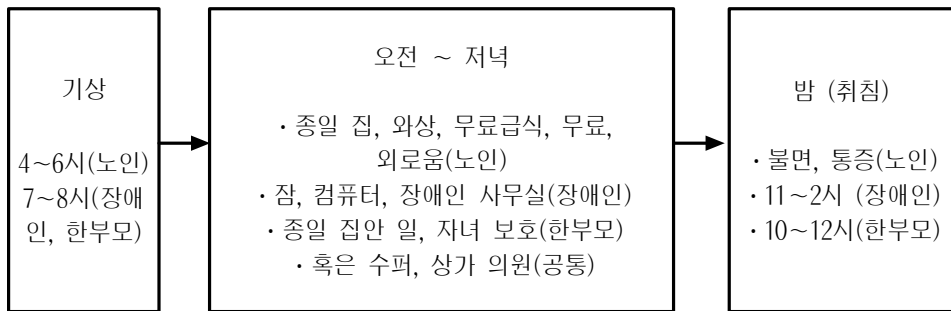 기상
4~6시(노인)
7~8시(장애
인, 한부모)
오전 ~ 저녁
· 종일 집, 와상, 무료급식, 무료,
외로움(노인)
· 잠, 컴퓨터, 장애인 사무실(장애인)
· 종일 집안 일, 자녀 보호(한부모)
· 혹은 수퍼, 상가 의원(공통)
밤 (취침)
· 불면, 통증(노인)
· 11~2시 (장애인)
· 10~12시(한부모)